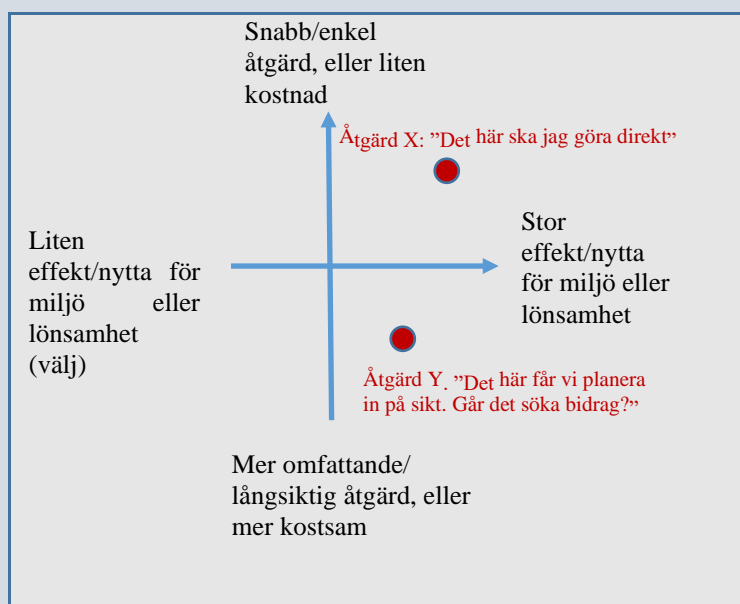 Snabb/enkel
åtgärd, eller liten
kostnad
Åtgärd X: ”Det här ska jag göra direkt”
Liten
effekt/nytta för
miljö eller
lönsamhet
(välj)
Stor
effekt/nytta
för miljö eller
lönsamhet
Åtgärd Y. ”Det här får vi planera
in på sikt. Går det söka bidrag?”
Mer omfattande/
långsiktig åtgärd, eller
mer kostsam